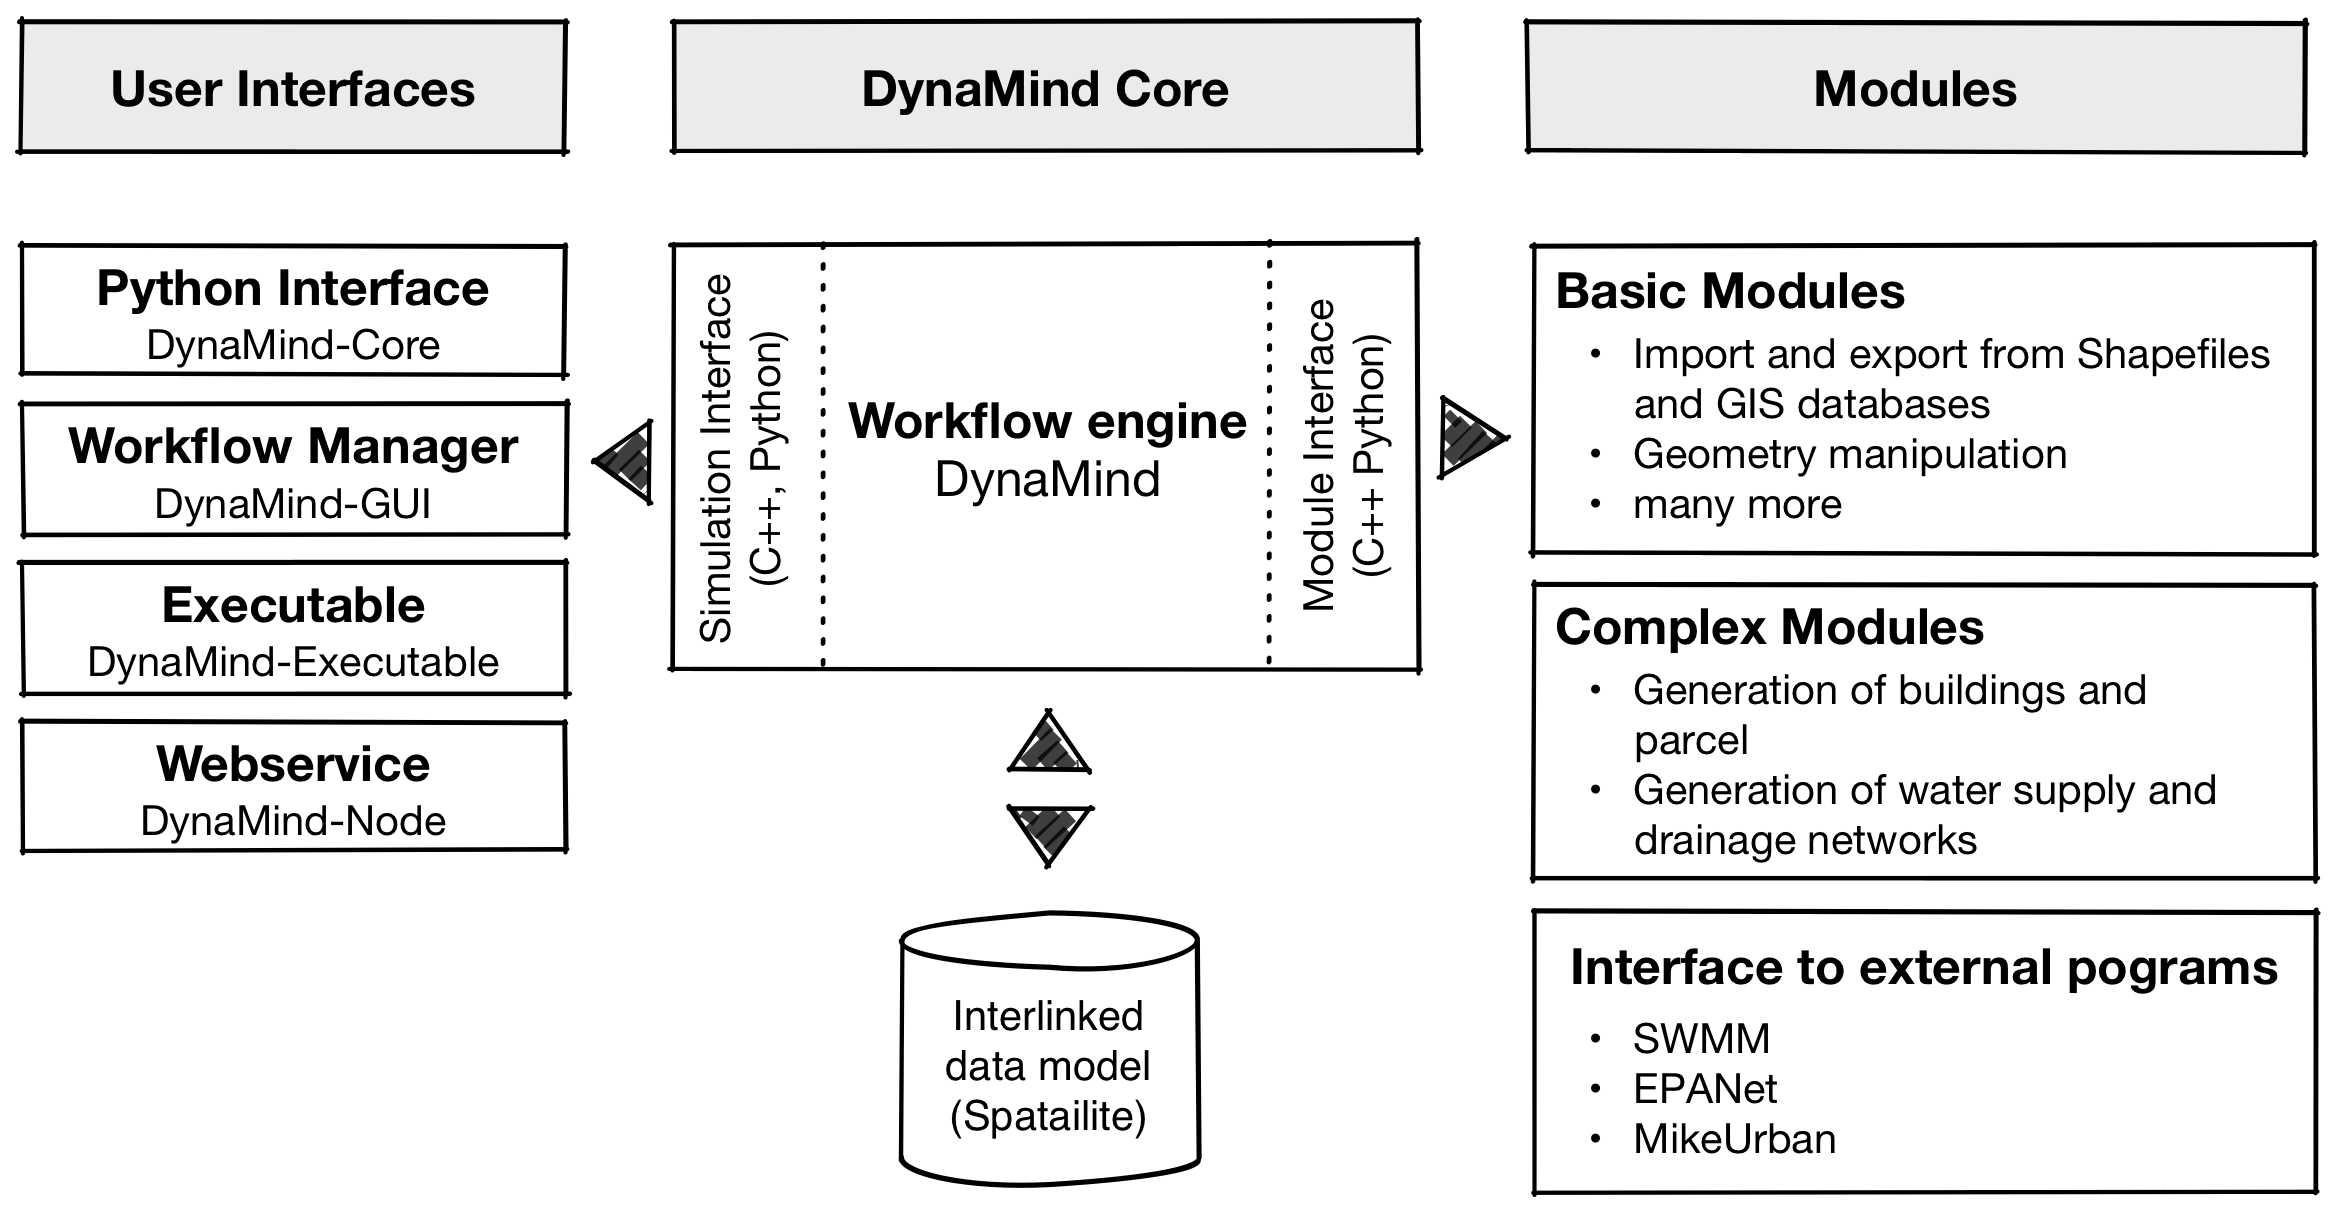 User Interfaces
DynaMind Core
Modules
Python Interface
DynaMind-Core
Workflow Manager
DynaMind-GUI
Executable
DynaMind-Executable
Webservice
DynaMind-Node
Simulation Interface
(C++, Python)
Workflow engine
DynaMind
Module Interface
(C++ Python)
Interlinked
data model
(Spatailite)
Basic Modules
• Import and export from Shapefiles
and GIS databases
• Geometry manipulation
• many more
Complex Modules
• Generation of buildings and
parcel
• Generation of water supply and
drainage networks
Interface to external pograms
• SWMM
• EPANet
• MikeUrban